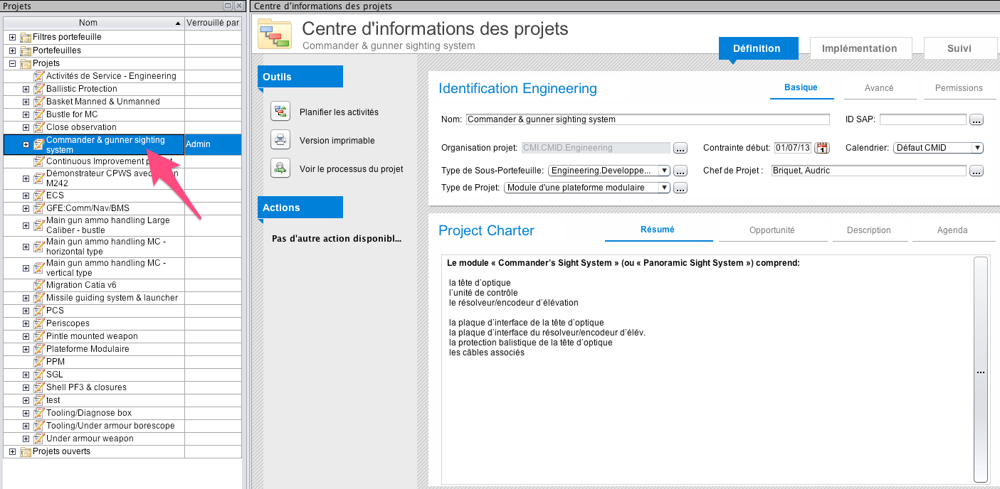 Projets
Nom
Verrouillé par
Filtres portefeuille
Portefeuilles
Projets
Activités de Service - Engineering
Ballistic Protection
Basket Manned & Unmanned
Bustle for MC
Close observation
Commander & gunner sighting
system
Admin
Continuous Improvement
Démonstrateur CPWS avec
M242
ECS
GFE:Comm/Nav/BMS
Main gun ammo handling Large
Caliber - bustle
Main gun ammo handling MC -
horizontal type
Main gun ammo handling MC -
vertical type
Migration Catia v6
Missile guiding system & launcher
PCS
Periscopes
Pintle mounted weapon
Plateforme Modulaire
PPM
SGL
Shell PF3 & closures
test
Tooling/Diagnose box
Tooling/Under armour borescope
Under armour weapon
Projets ouverts
Centre d'informations des projets
Centre d'informations des projets
Commander & gunner sighting system
Définition
Implémentation
Suivi
Outils
Planifier les activités
Version imprimable
Voir le processus du projet
Actions
Pas d'autre action disponibl...
Identification Engineering
Basique
Avancé
Permissions
Nom: Commander & gunner sighting system
ID SAP:
...
Organisation projet: CMI.CMID.Engineering ...
Contrainte début: 01/07/13
1
Calendrier: Défaut CMID
Type de Sous-Portefeuille: Engineering.Developpe... ...
Chef de Projet : Briquet, Audric ...
Type de Projet: Module d'une plateforme modulaire ...
Project Charter
Résumé
Opportunité
Description
Agenda
Le module « Commander's Sight System » (ou « Panoramic Sight System ») comprend:
la tête d'optique
l'unité de contrôle
le résolveur/encodeur d'élévation
la plaque d'interface de la tête d'optique
la plaque d'interface du résolveur/encodeur d'élév.
la protection balistique de la tête d'optique
les câbles associés
...